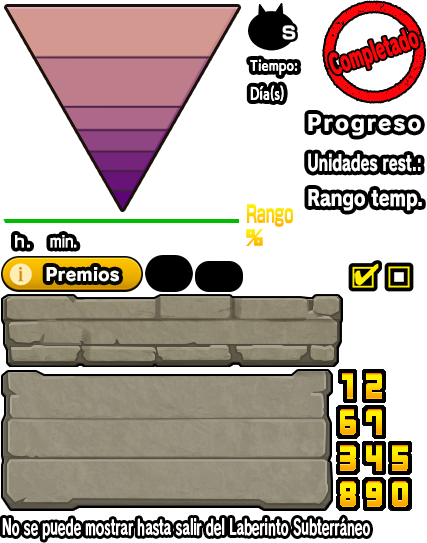 S
Completado
Tiempo:
Día(s)
Progreso
Unidades rest.:
Rango temp.
Rango
%
h. min.
i Premios
1 2
6 7
3 4 5
8 9 0
No se puede mostrar hasta salir del Laberinto Subterráneo